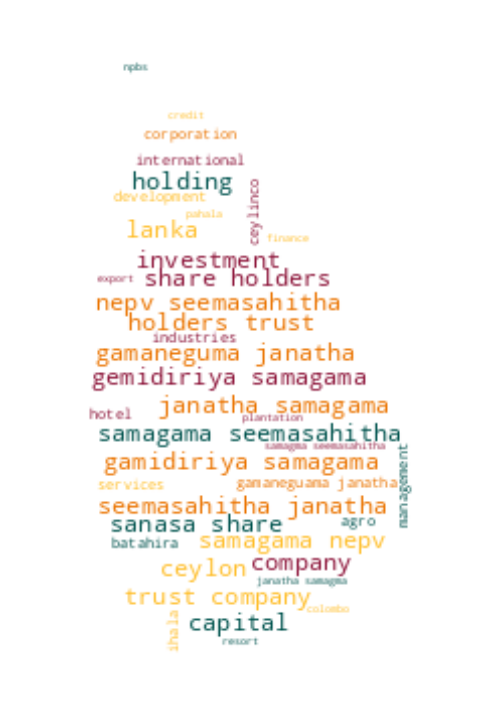 npbs
credit
corporation
international
holding
development
ceylinco
pahala
lanka
finance
investment
export share holders
nepv seemasahitha
holders trust
industries
gamaneguma janatha
gemidiriya samagama
janatha samagama
hotel
plantation
samagama seemasahitha
samagma seemasahitha
management
gamidiriya samagama
services
gamaneguama janatha
seemasahitha janatha
sanasa share
agro
batahira
samagama nepv
company
ceylon
janatha samagma
trust company
colombo
ihala
capital
resort